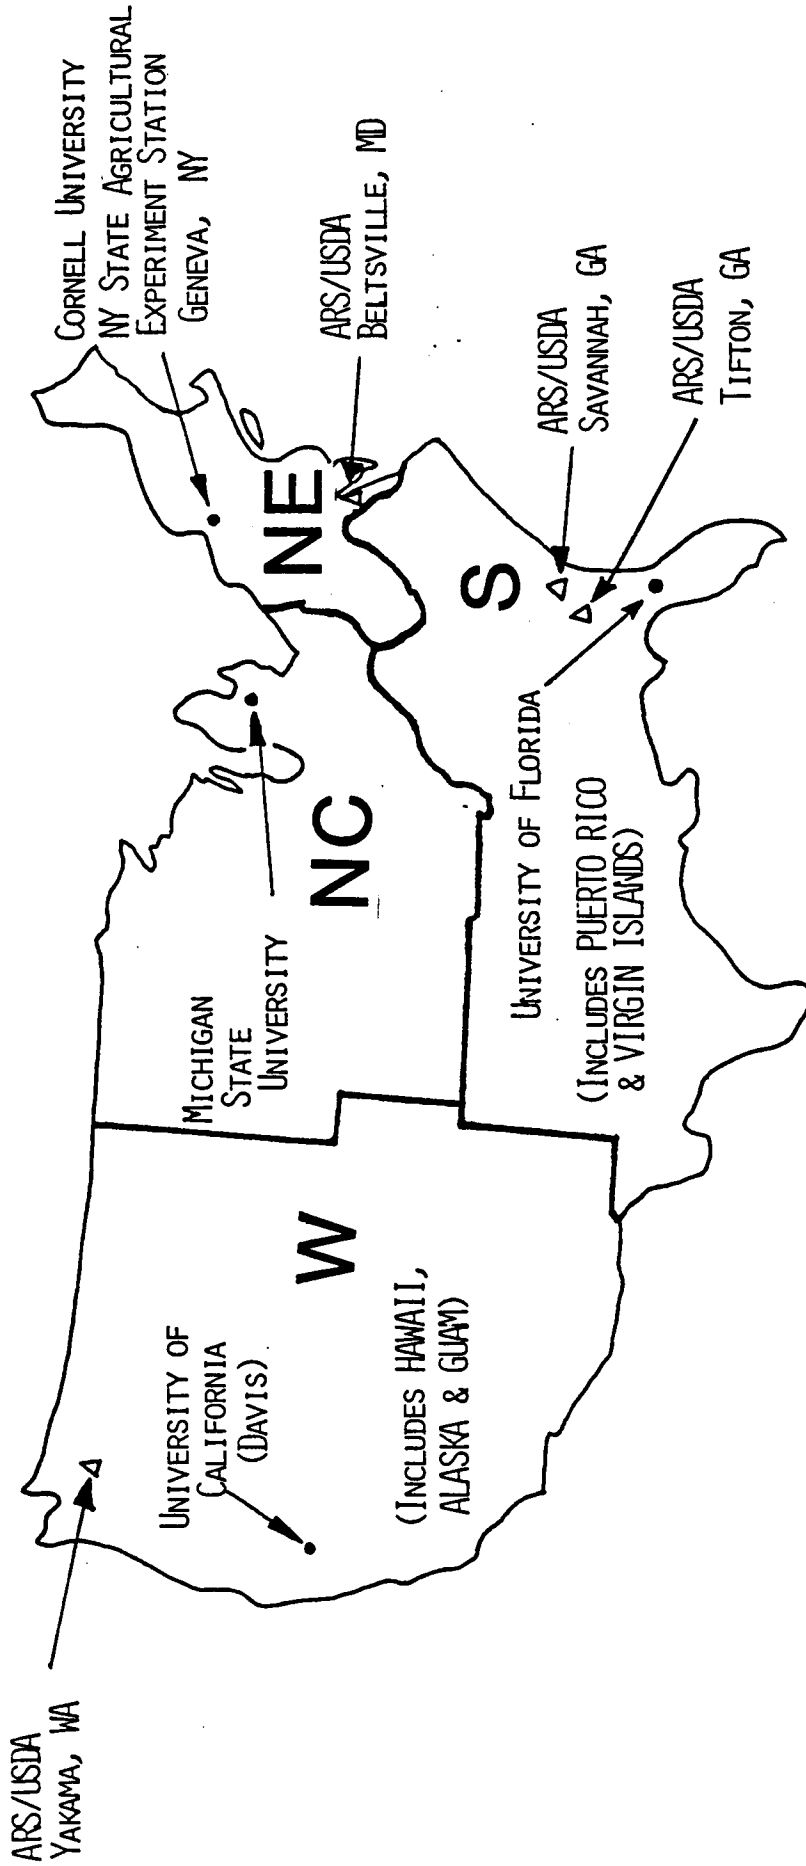 ARS/USDA
YAKAMA, WA
UNIVERSITY OF
CALIFORNIA
(DAVIS)
W
(INCLUDES HAWAII,
ALASKA & GUAM)
MICHIGAN
STATE
UNIVERSITY
NC
UNIVERSITY OF FLORIDA
(INCLUDES PUERTO RICO
& VIRGIN ISLANDS)
CORNELL UNIVERSITY
NY STATE AGRICULTURAL
EXPERIMENT STATION
GENEVA, NY
NE
ARS/USDA
BELTSVILLE, MD
S
ARS/USDA
SAVANNAH, GA
ARS/USDA
TIFTON, GA